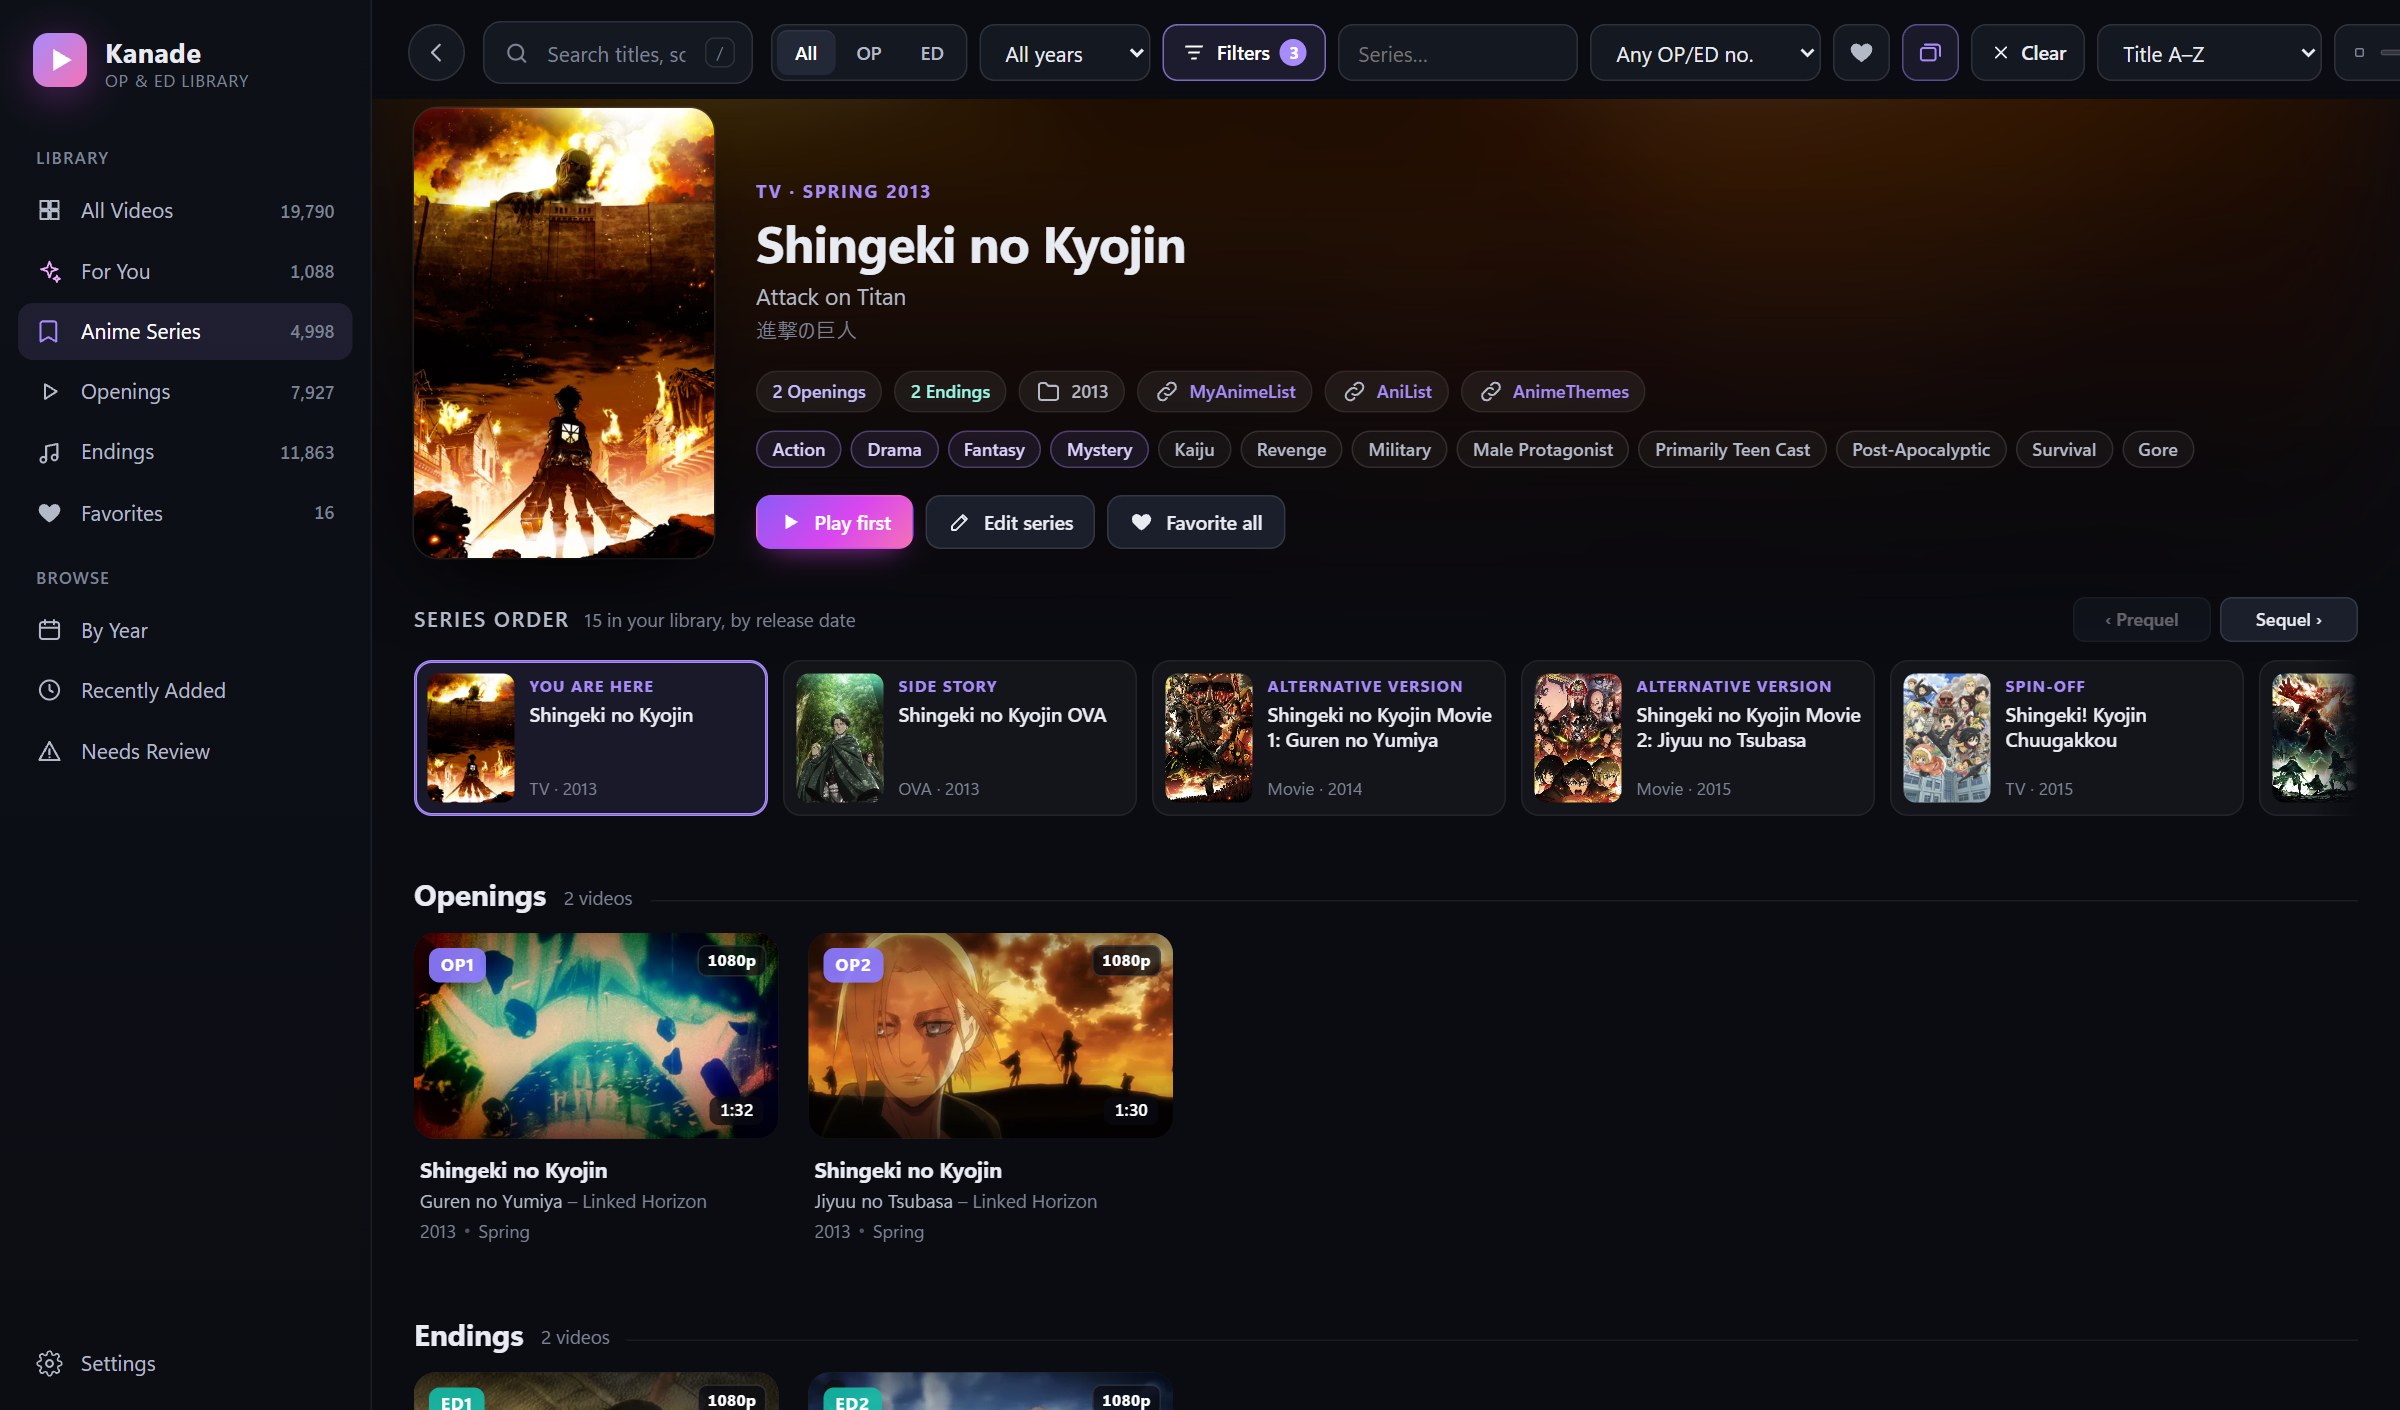 Kanade
OP & ED LIBRARY
LIBRARY
All Videos 19,790
For You 1,088
Anime Series 4,998
Openings 7,927
Endings 11,863
Favorites 16
BROWSE
By Year
Recently Added
Needs Review
Settings
Search titles, sc /
All OP ED
All years
Filters 3
Series...
Any OP/ED no.
Clear
Title A–Z
TV · SPRING 2013
Shingeki no Kyojin
Attack on Titan
進撃の巨人
2 Openings 2 Endings 2013 MyAnimeList AniList AnimeThemes
Action Drama Fantasy Mystery Kaiju Revenge Military Male Protagonist Primarily Teen Cast Post-Apocalyptic Survival Gore
Play first Edit series Favorite all
SERIES ORDER 15 in your library, by release date
‹ Prequel Sequel ›
YOU ARE HERE
Shingeki no Kyojin
TV · 2013
SIDE STORY
Shingeki no Kyojin OVA
OVA · 2013
ALTERNATIVE VERSION
Shingeki no Kyojin Movie
1: Guren no Yumiya
Movie · 2014
ALTERNATIVE VERSION
Shingeki no Kyojin Movie
2: Jiyuu no Tsubasa
Movie · 2015
SPIN-OFF
Shingeki! Kyojin
Chuugakkou
TV · 2015
Openings 2 videos
OP1 1080p
1:32
Shingeki no Kyojin
Guren no Yumiya – Linked Horizon
2013 • Spring
OP2 1080p
1:30
Shingeki no Kyojin
Jiyuu no Tsubasa – Linked Horizon
2013 • Spring
Endings 2 videos
ED1 1080p
ED2 1080p